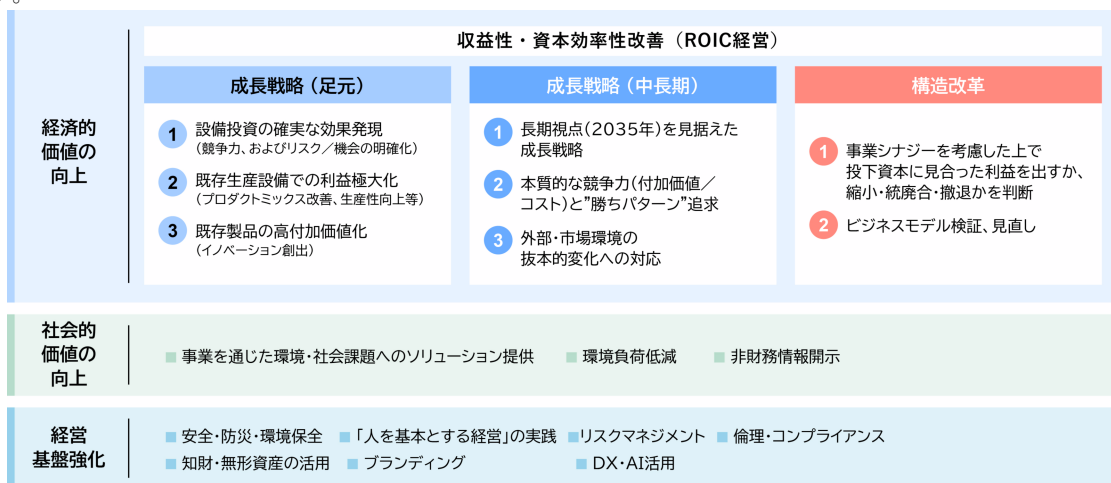 。
経済的
価値の
向上
収益性・資本効率性改善（ROIC経営）
成長戦略（足元）
1 設備投資の確実な効果発現
（競争力、およびリスク／機会の明確化）
2 既存生産設備での利益極大化
（プロダクトミックス改善、生産性向上等）
3 既存製品の高付加価値化
（イノベーション創出）
成長戦略（中長期）
1 長期視点（2035年）を見据えた
成長戦略
2 本質的な競争力（付加価値／
コスト）と”勝ちパターン”追求
3 外部・市場環境の
抜本的変化への対応
構造改革
1 事業シナジーを考慮した上で
投下資本に見合った利益を出すか、
縮小・統廃合・撤退かを判断
2 ビジネスモデル検証、見直し
社会的
価値の
向上
■ 事業を通じた環境・社会課題へのソリューション提供 ■ 環境負荷低減 ■ 非財務情報開示
経営
基盤強化
■ 安全・防災・環境保全 ■ 「人を基本とする経営」の実践 ■ リスクマネジメント ■ 倫理・コンプライアンス
■ 知財・無形資産の活用 ■ ブランディング ■ DX・AI活用